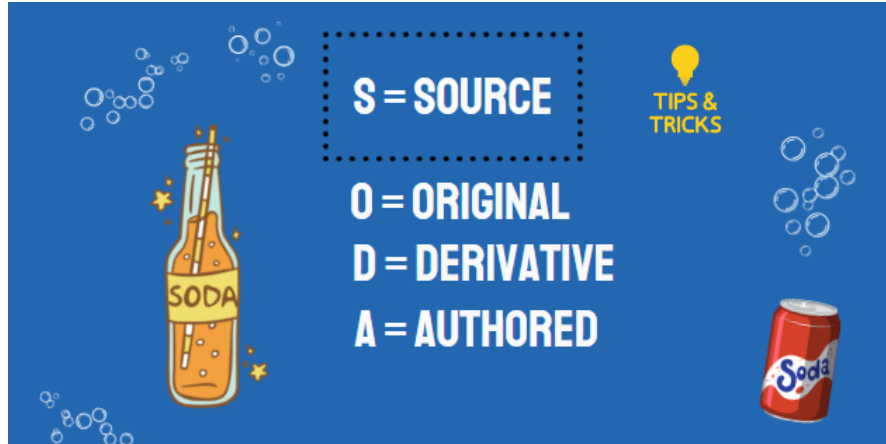 S = SOURCE
TIPS &
TRICKS
O = ORIGINAL
D = DERIVATIVE
A = AUTHORED
SODA
Soda